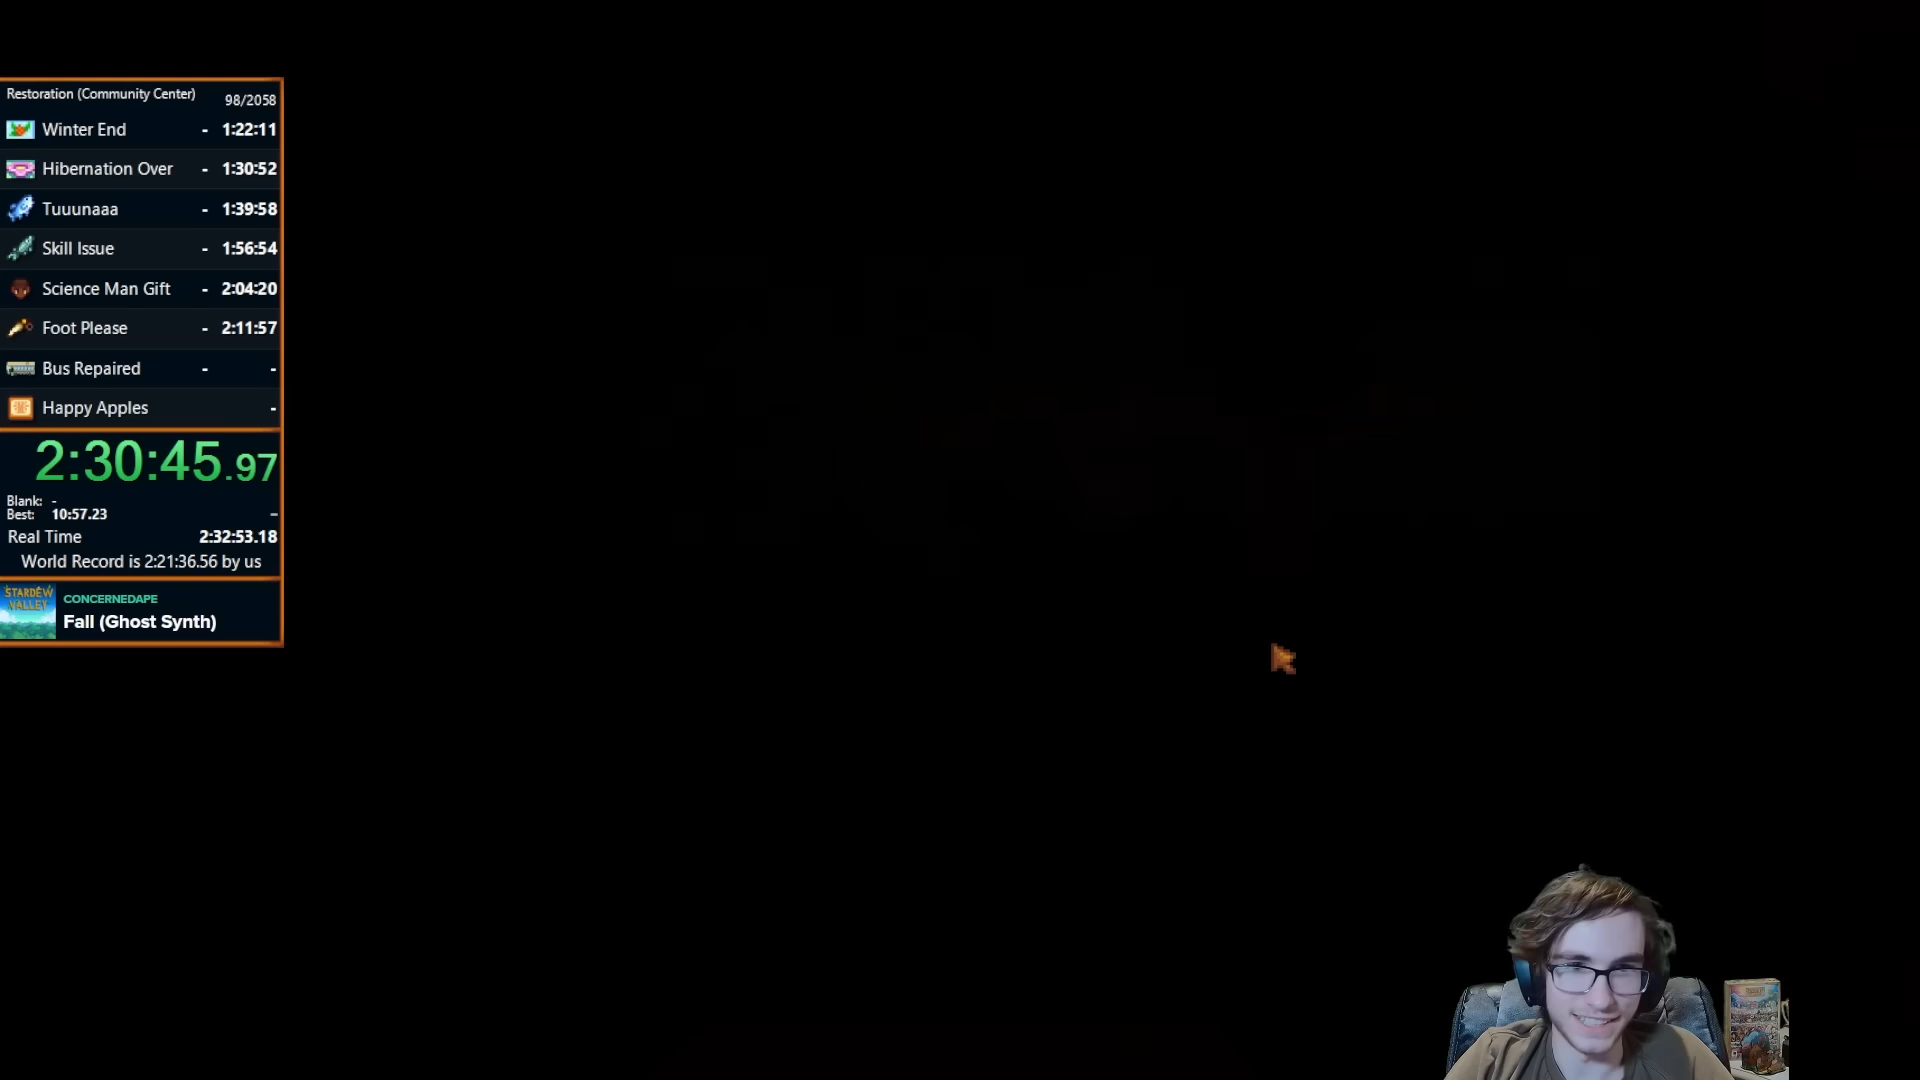 Restoration (Community Center) 98/2058
Winter End - 1:22:11
Hibernation Over - 1:30:52
Tuuunaaa - 1:39:58
Skill Issue - 1:56:54
Science Man Gift - 2:04:20
Foot Please - 2:11:57
Bus Repaired - -
Happy Apples -
2:30:45.97
Blank: -
Best: 10:57.23 -
Real Time 2:32:53.18
World Record is 2:21:36.56 by us
STARDEW VALLEY
CONCERNEDAPE
Fall (Ghost Synth)